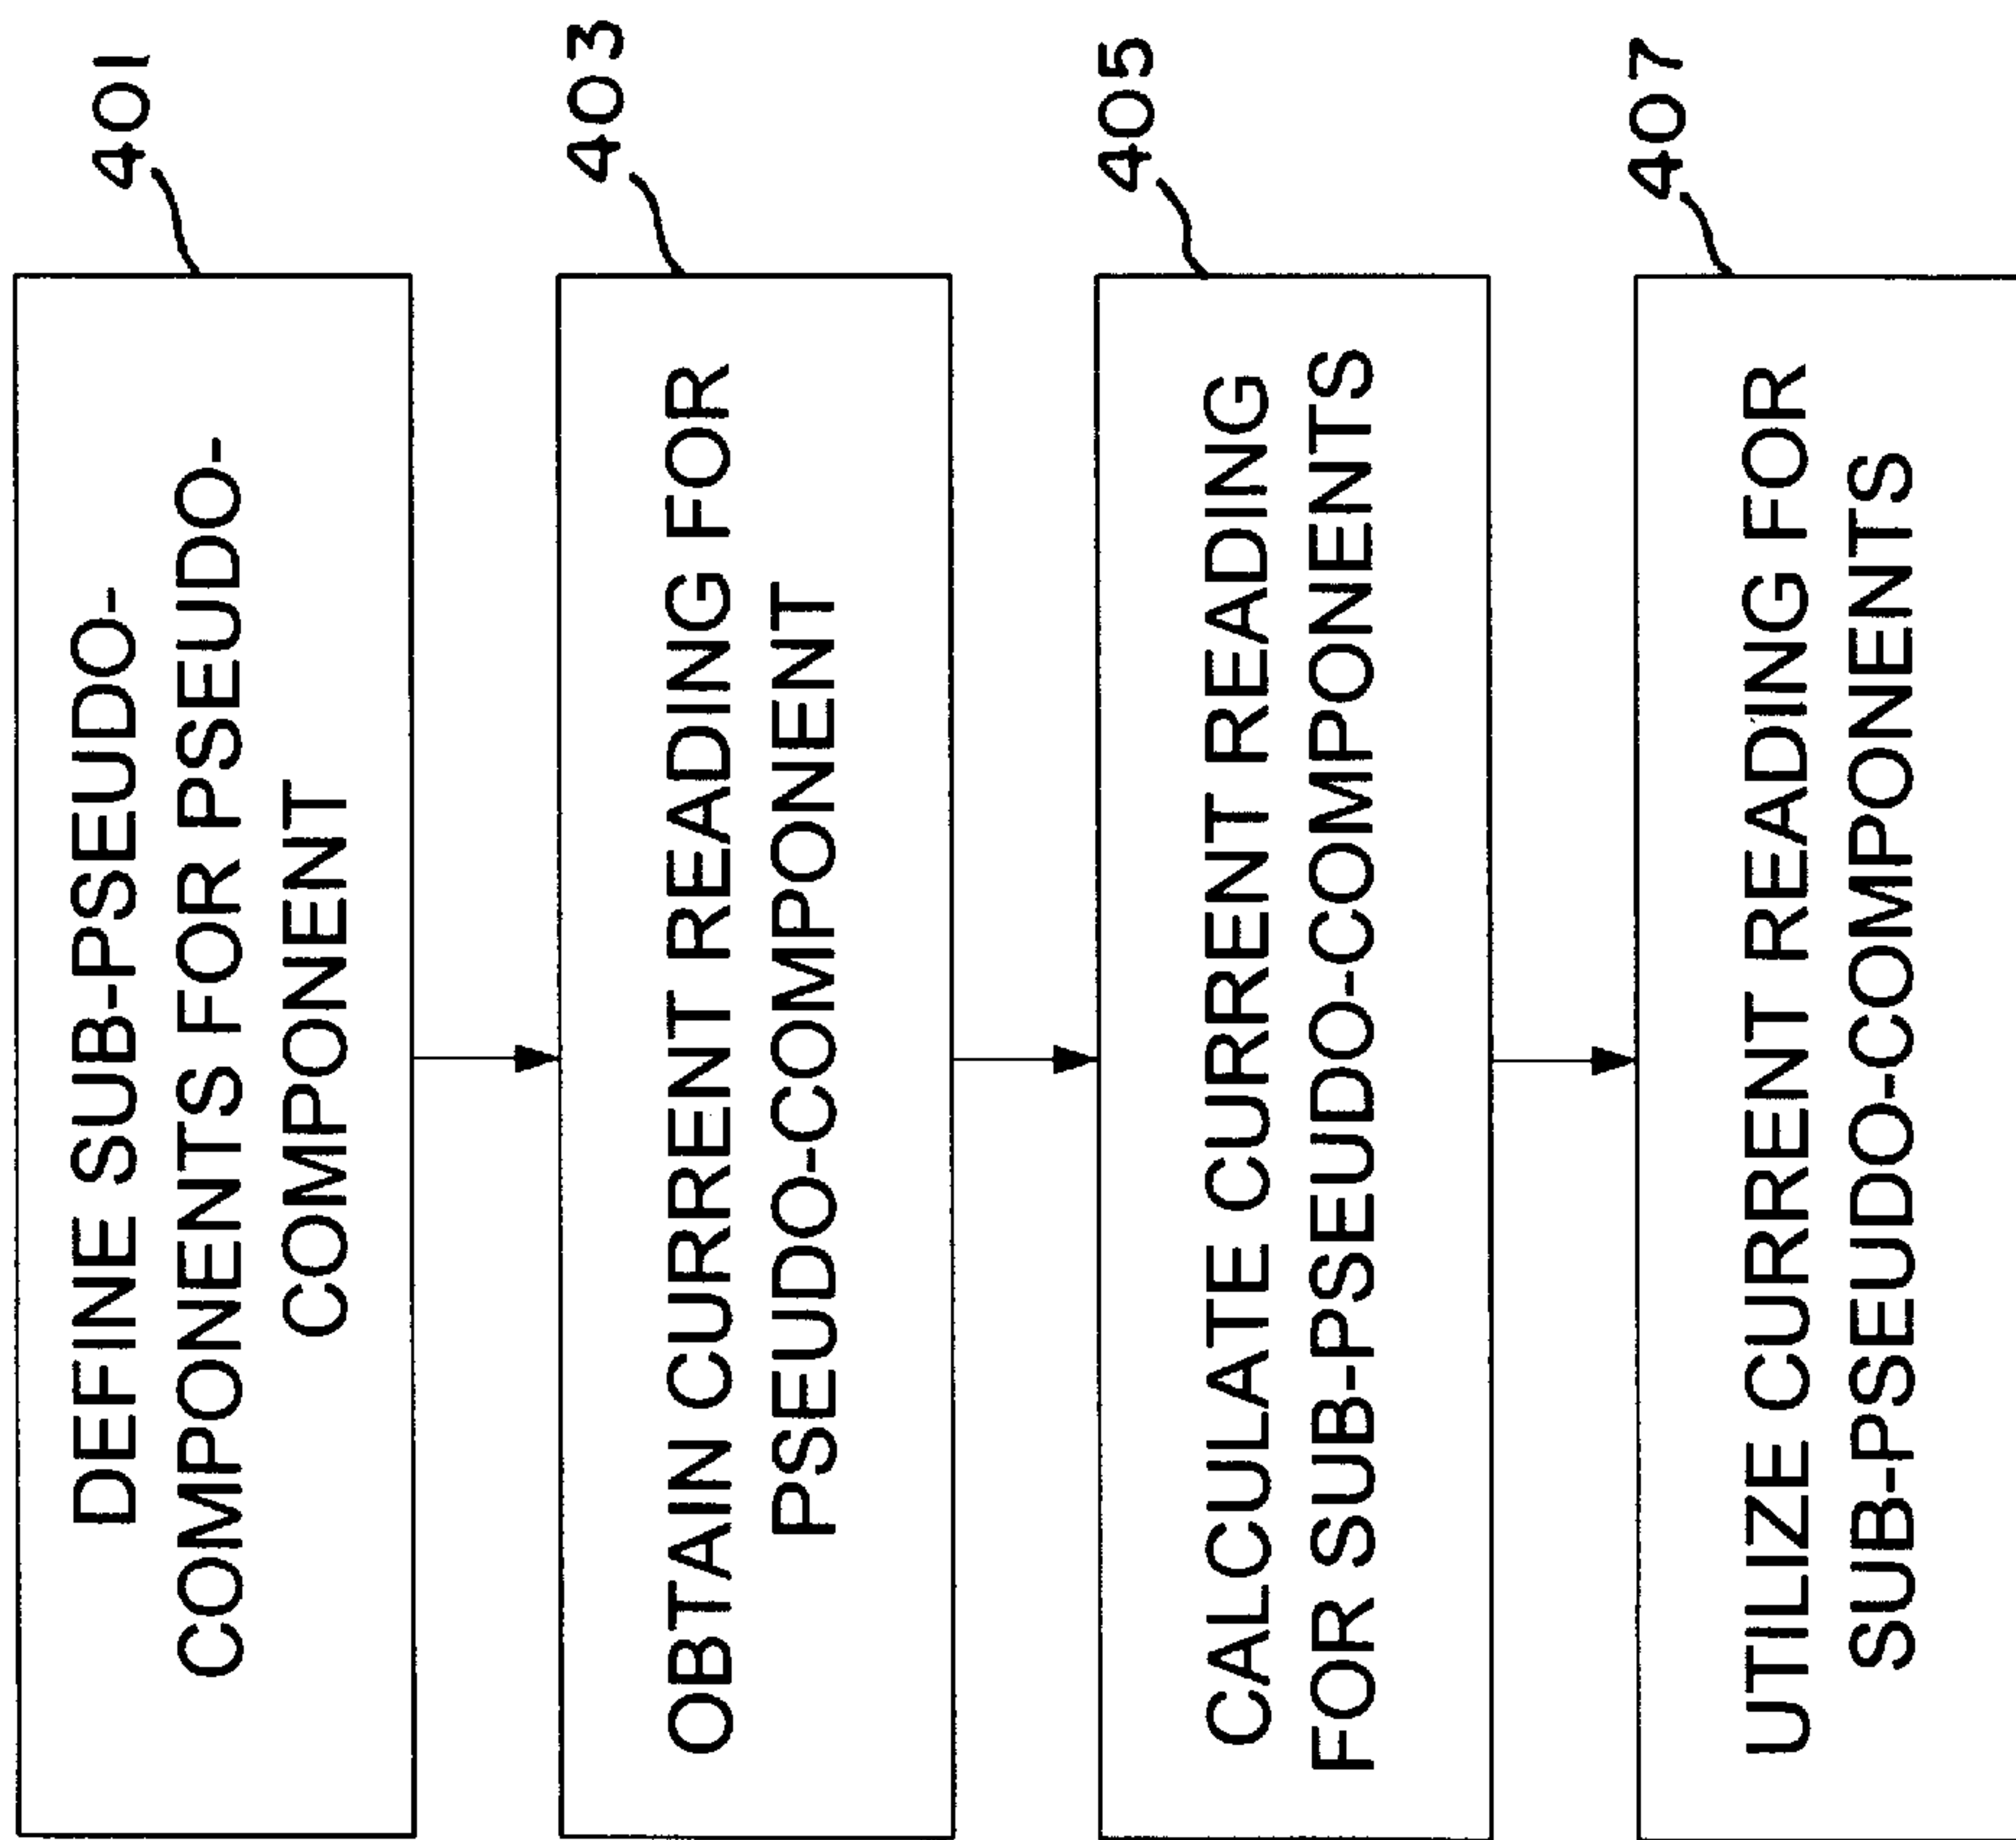 401
DEFINE SUB-PSEUDO-
COMPONENTS FOR PSEUDO-
COMPONENT
403
OBTAIN CURRENT READING FOR
PSEUDO-COMPONENT
405
CALCULATE CURRENT READING
FOR SUB-PSEUDO-COMPONENTS
407
UTILIZE CURRENT READING FOR
SUB-PSEUDO-COMPONENTS